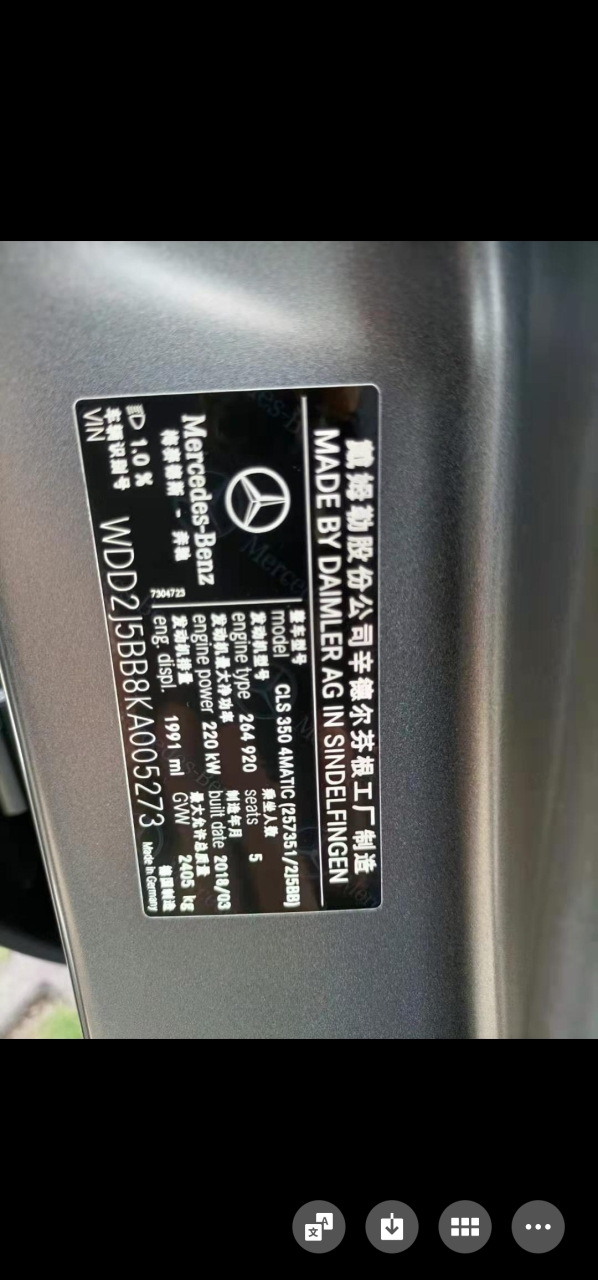 戴姆勒股份公司辛德尔芬根工厂制造
MADE BY DAIMLER AG IN SINDELFINGEN
Mercedes-Benz
梅赛德斯 - 奔驰
7304723
整车型号
model CLS 350 4MATIC (257351/2J5BB)
发动机型号 乘坐人数
engine type 264 920 seats 5
发动机最大净功率 制造年月
engine power 220 kW built date 2018/03
发动机排量 最大允许总质量
eng. displ. 1991 ml GVW 2405 kg
1.0 %
车辆识别号
VIN WDD2J5BB8KA005273
德国制造
Made in Germany